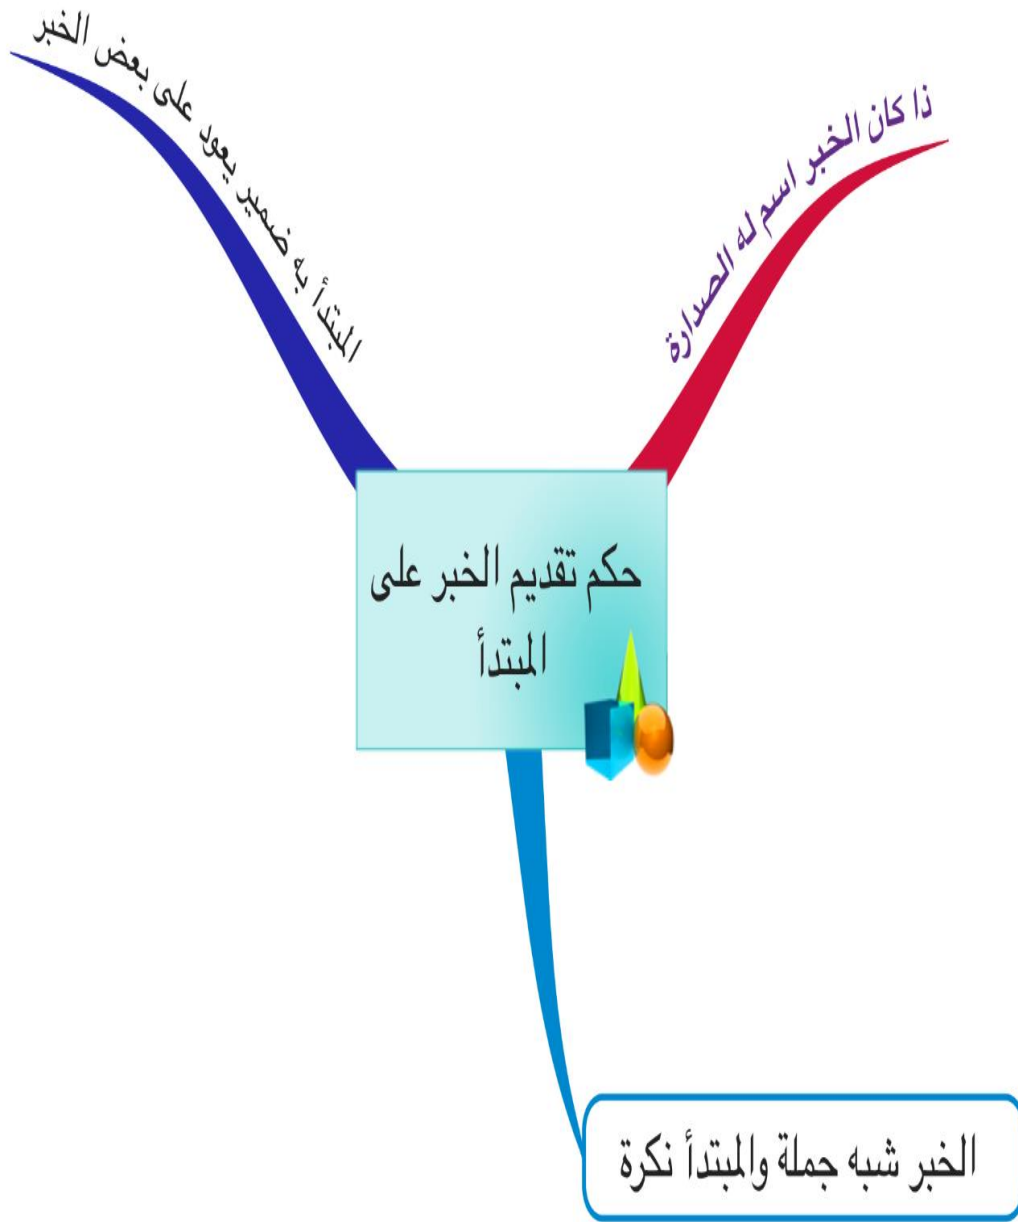 حكم تقديم الخبر على
المبتدأ
ذا كان الخبر اسم له الصدارة
المبتدأ به ضمير يعود على بعض الخبر
الخبر شبه جملة والمبتدأ نكرة